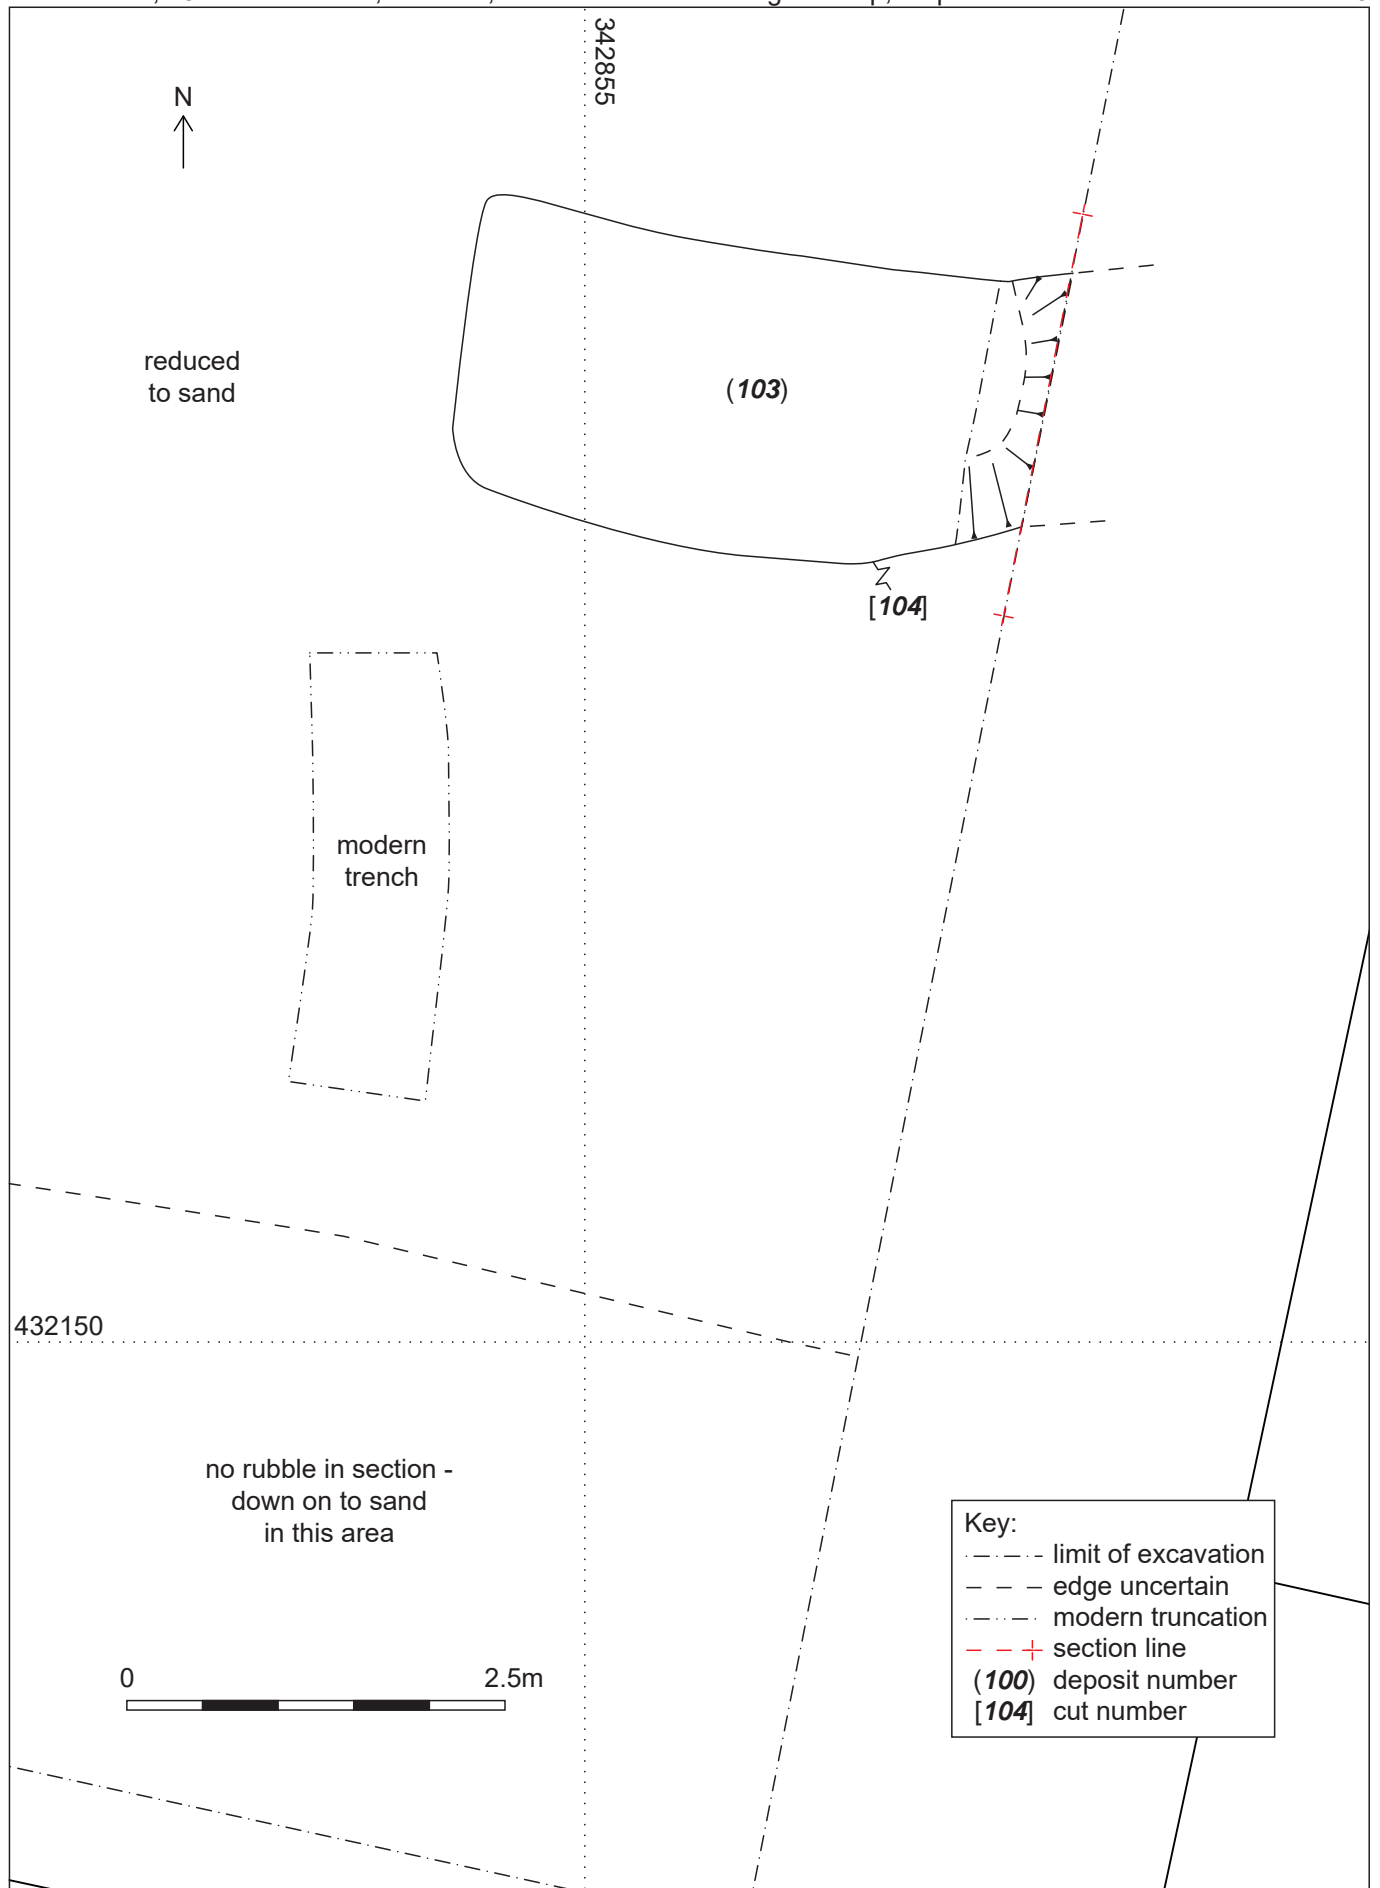 342855
N
reduced
to sand
(103)
[104]
modern
trench
432150
no rubble in section -
down on to sand
in this area
0 2.5m
Key:
limit of excavation
edge uncertain
modern truncation
section line
(100) deposit number
[104] cut number